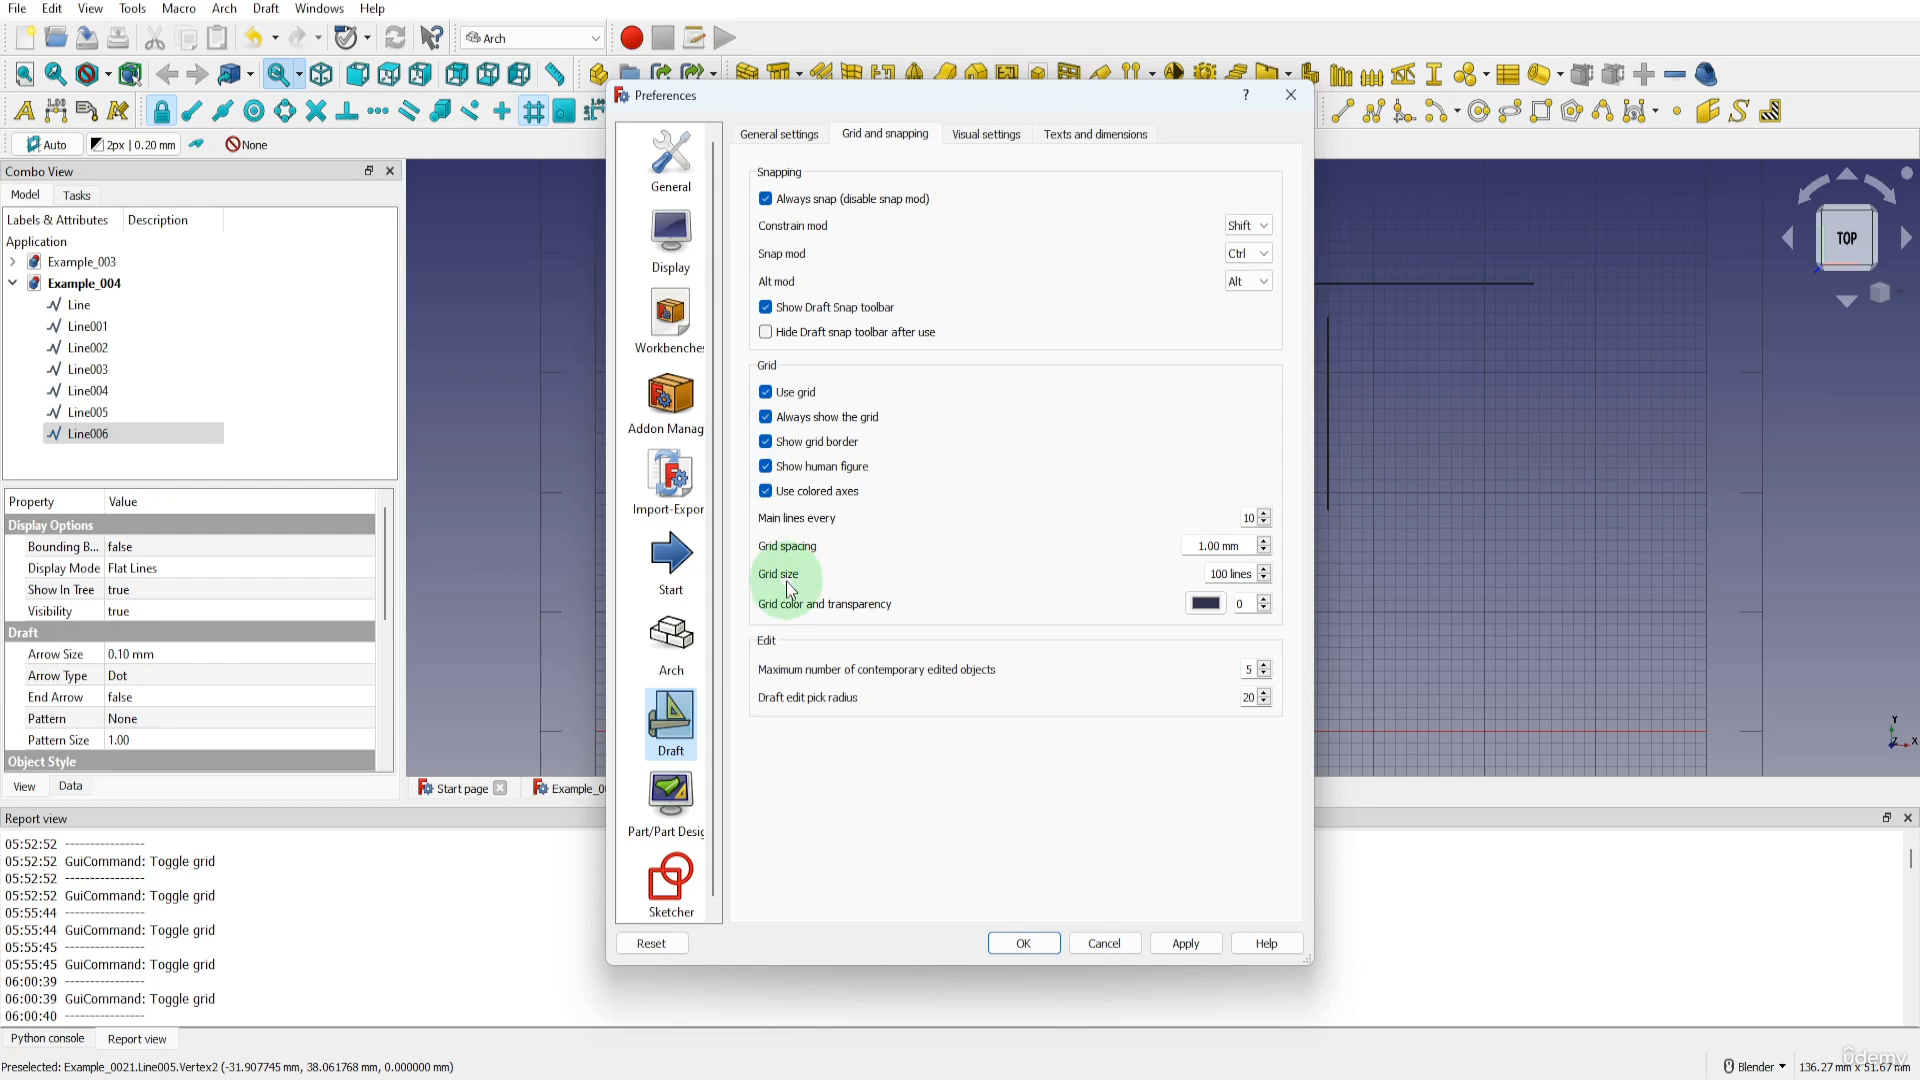 File Edit View Tools Macro Arch Draft Windows Help
Arch
Auto 2px | 0.20 mm None
Combo View
Model Tasks
Labels & Attributes Description
Application
Example_003
Example_004
Line
Line001
Line002
Line003
Line004
Line005
Line006
Property Value
Display Options
Bounding B... false
Display Mode Flat Lines
Show In Tree true
Visibility true
Draft
Arrow Size 0.10 mm
Arrow Type Dot
End Arrow false
Pattern None
Pattern Size 1.00
Object Style
View Data
Preferences ?
General
Display
Workbenche
Addon Manag
Import-Expor
Start
Arch
Draft
Part/Part Desig
Sketcher
General settings Grid and snapping Visual settings Texts and dimensions
Snapping
Always snap (disable snap mod)
Constrain mod Shift
Snap mod Ctrl
Alt mod Alt
Show Draft Snap toolbar
Hide Draft snap toolbar after use
Grid
Use grid
Always show the grid
Show grid border
Show human figure
Use colored axes
Main lines every 10
Grid spacing 1.00 mm
Grid size 100 lines
Grid color and transparency 0
Edit
Maximum number of contemporary edited objects 5
Draft edit pick radius 20
Reset OK Cancel Apply Help
TOP
Y
Z X
Start page Example_0
Report view
05:52:52 ----------------
05:52:52 GuiCommand: Toggle grid
05:52:52 ----------------
05:52:52 GuiCommand: Toggle grid
05:55:44 ----------------
05:55:44 GuiCommand: Toggle grid
05:55:45 ----------------
05:55:45 GuiCommand: Toggle grid
06:00:39 ----------------
06:00:39 GuiCommand: Toggle grid
06:00:40 ----------------
Python console Report view
Preselected: Example_0021.Line005.Vertex2 (-31.907745 mm, 38.061768 mm, 0.000000 mm)
Blender 136.27 mm x 51.67 mm
ûdemy